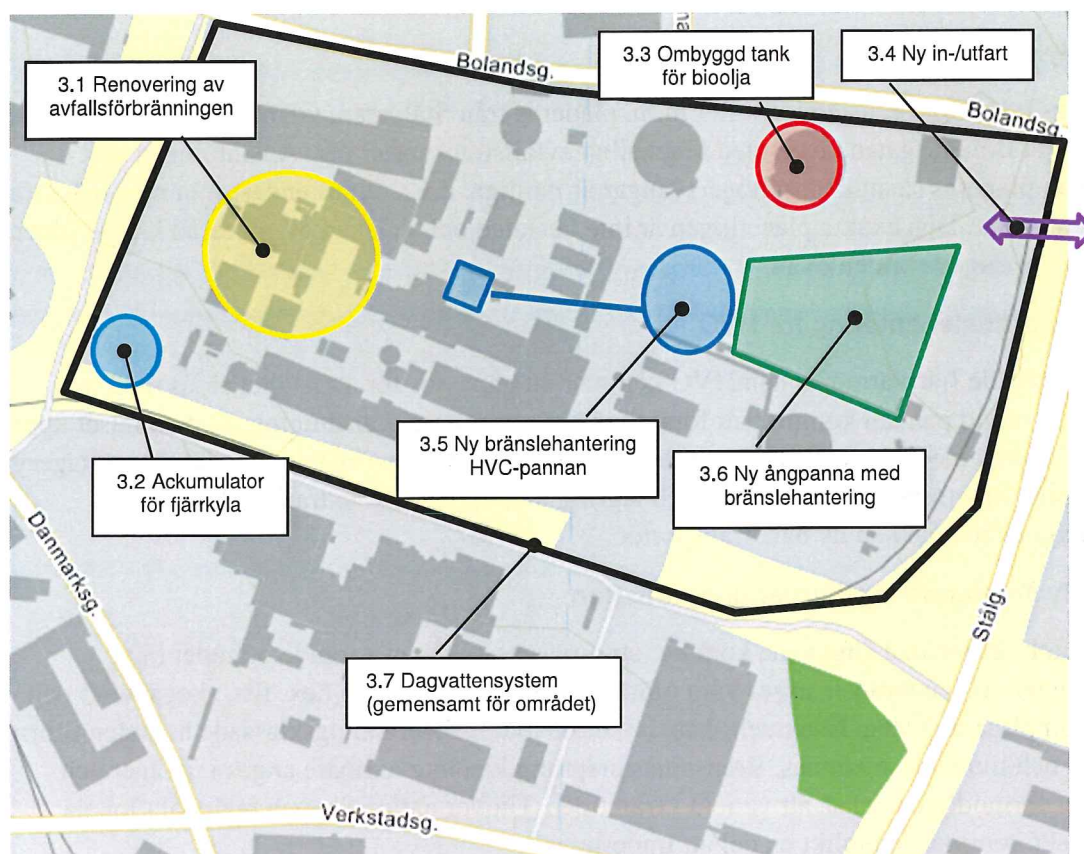 Bolandsg.
3.1 Renovering av
avfallsförbränningen
3.3 Ombyggd tank
för bioolja
3.4 Ny in-/utfart
Bolandsg.
3.2 Ackumulator
för fjärrkyla
3.5 Ny bränslehantering
HVC-pannan
3.6 Ny ångpanna med
bränslehantering
Danmarksg.
Stålg.
3.7 Dagvattensystem
(gemensamt för området)
Verkstadsg.